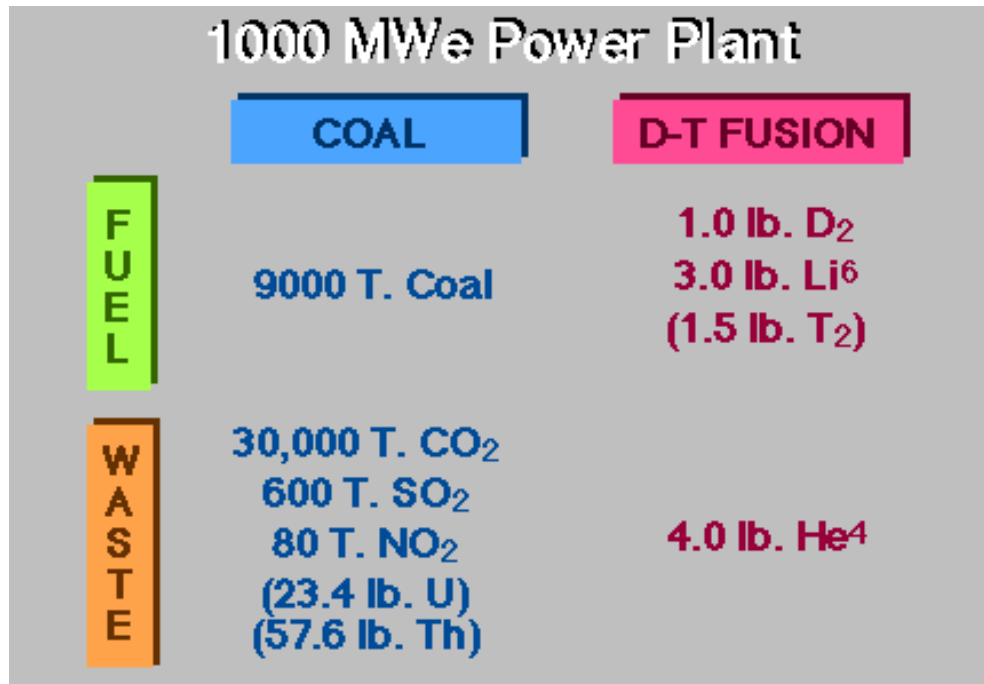 1000 MWe Power Plant
COAL
D-T FUSION
FUEL
9000 T. Coal
1.0 lb. D₂
3.0 lb. Li⁶
(1.5 lb. T₂)
WASTE
30,000 T. CO₂
600 T. SO₂
80 T. NO₂
(23.4 lb. U)
(57.6 lb. Th)
4.0 lb. He⁴